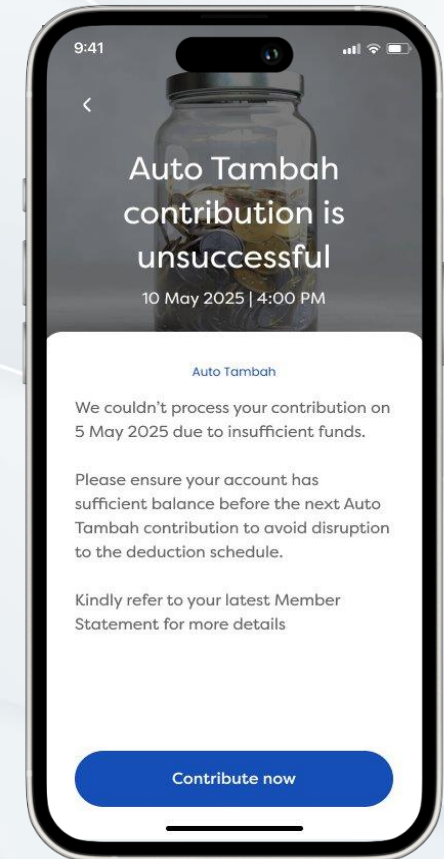 9:41
Auto Tambah
contribution is
unsuccessful
10 May 2025 | 4:00 PM
Auto Tambah
We couldn't process your contribution on
5 May 2025 due to insufficient funds.
Please ensure your account has
sufficient balance before the next Auto
Tambah contribution to avoid disruption
to the deduction schedule.
Kindly refer to your latest Member
Statement for more details
Contribute now